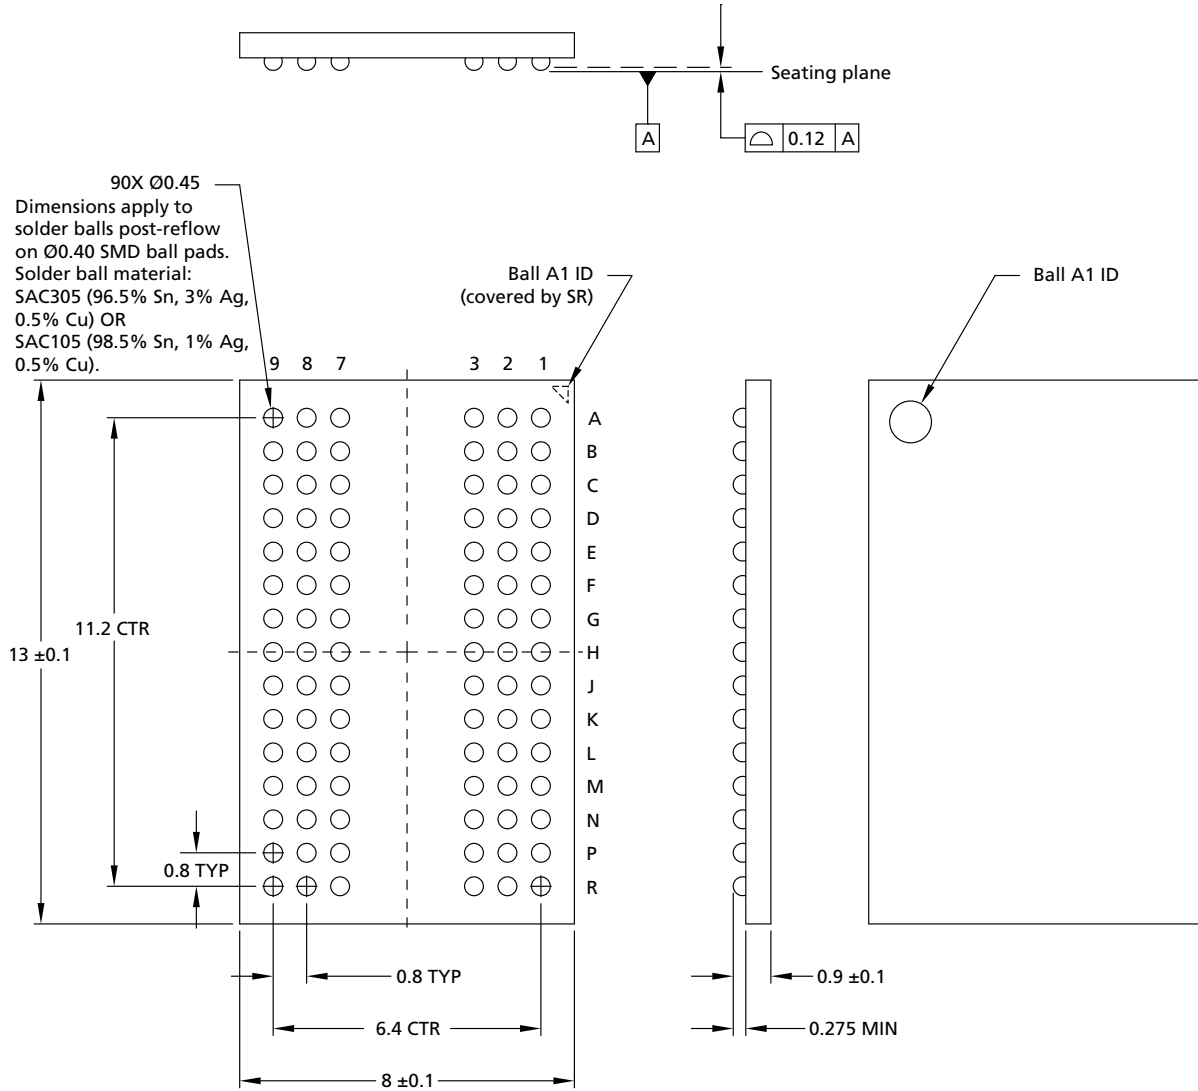 Seating plane
A
0.12 A
90X Ø0.45
Dimensions apply to
solder balls post-reflow
on Ø0.40 SMD ball pads.
Solder ball material:
SAC305 (96.5% Sn, 3% Ag,
0.5% Cu) OR
SAC105 (98.5% Sn, 1% Ag,
0.5% Cu).
Ball A1 ID
(covered by SR)
Ball A1 ID
9 8 7 3 2 1
A
B
C
D
E
F
G
H
J
K
L
M
N
P
R
11.2 CTR
13 ±0.1
0.8 TYP
0.8 TYP
6.4 CTR
8 ±0.1
0.9 ±0.1
0.275 MIN